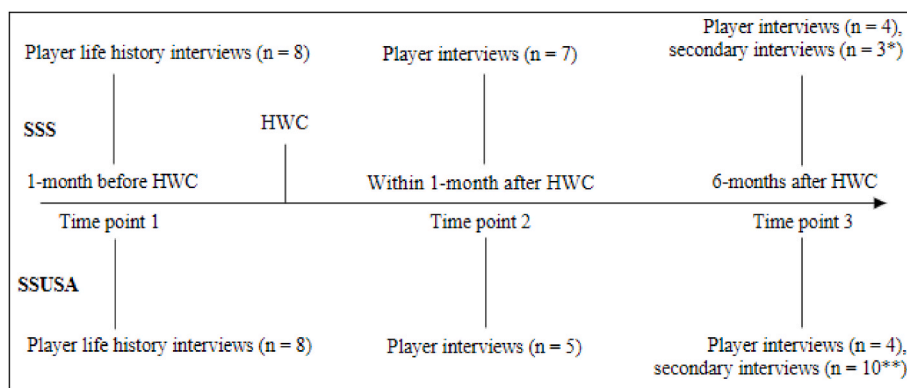 Player life history interviews (n = 8)
Player interviews (n = 7)
Player interviews (n = 4),
secondary interviews (n = 3*)
SSS
HWC
1-month before HWC
Within 1-month after HWC
6-months after HWC
Time point 1
Time point 2
Time point 3
SSUSA
Player life history interviews (n = 8)
Player interviews (n = 5)
Player interviews (n = 4),
secondary interviews (n = 10**)